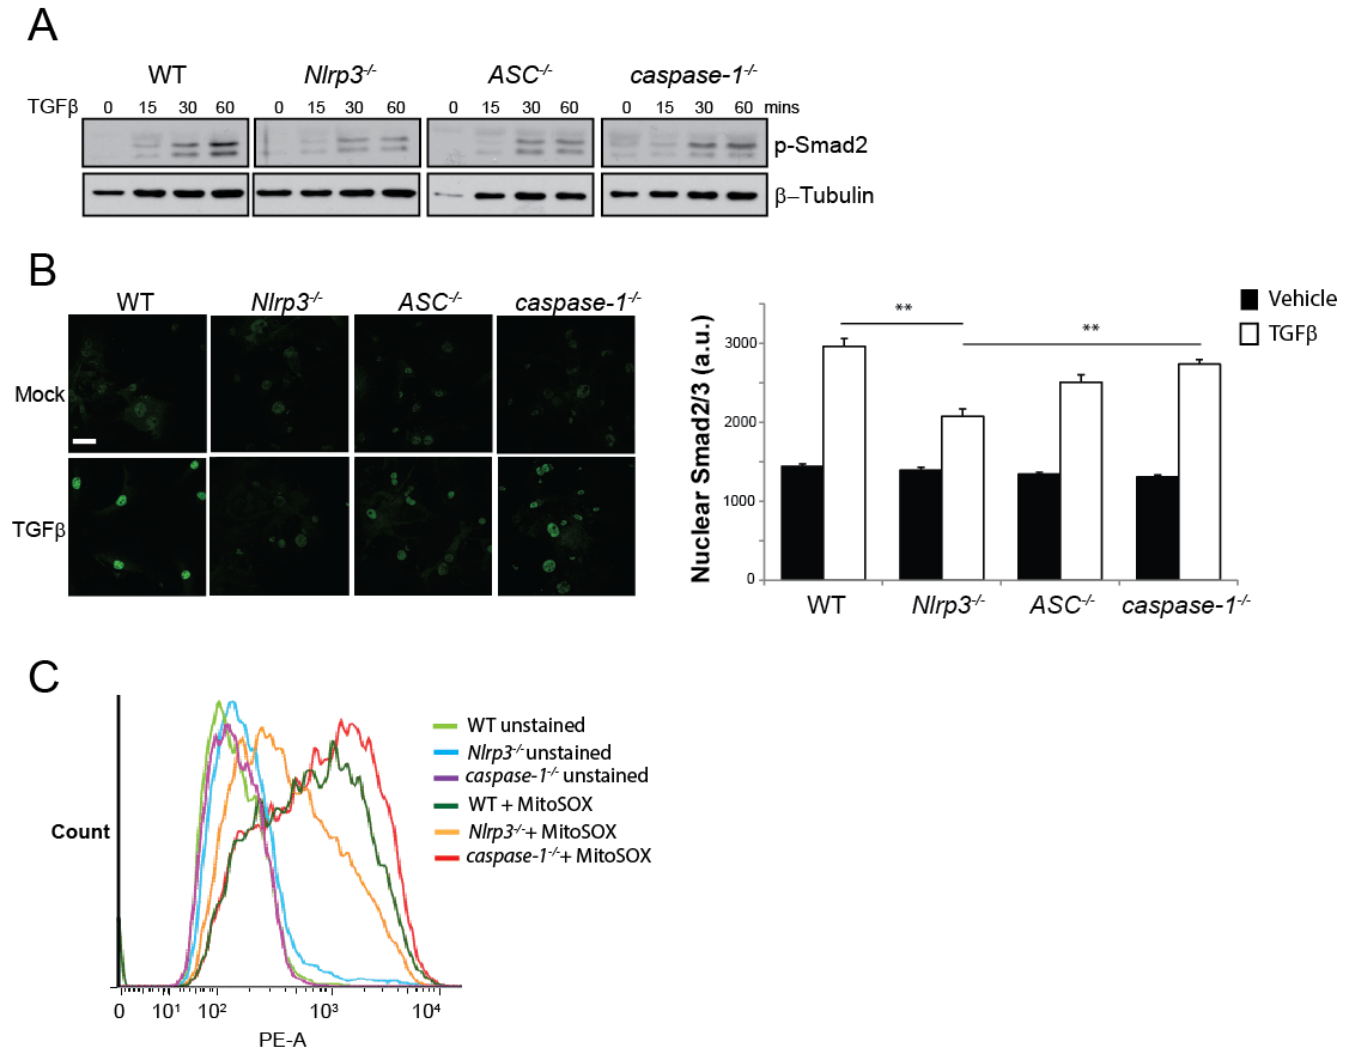 A
WT Nlrp3-/- ASC-/- caspase-1-/-
TGFβ 0 15 30 60 0 15 30 60 0 15 30 60 0 15 30 60 mins
p-Smad2
β–Tubulin
B
WT Nlrp3-/- ASC-/- caspase-1-/-
Mock
TGFβ
Vehicle
TGFβ
** **
Nuclear Smad2/3 (a.u.)
3000
2000
1000
0
WT Nlrp3-/- ASC-/- caspase-1-/-
C
WT unstained
Nlrp3-/- unstained
caspase-1-/- unstained
WT + MitoSOX
Nlrp3-/- + MitoSOX
caspase-1-/- + MitoSOX
Count
0 10¹ 10² 10³ 10⁴
PE-A